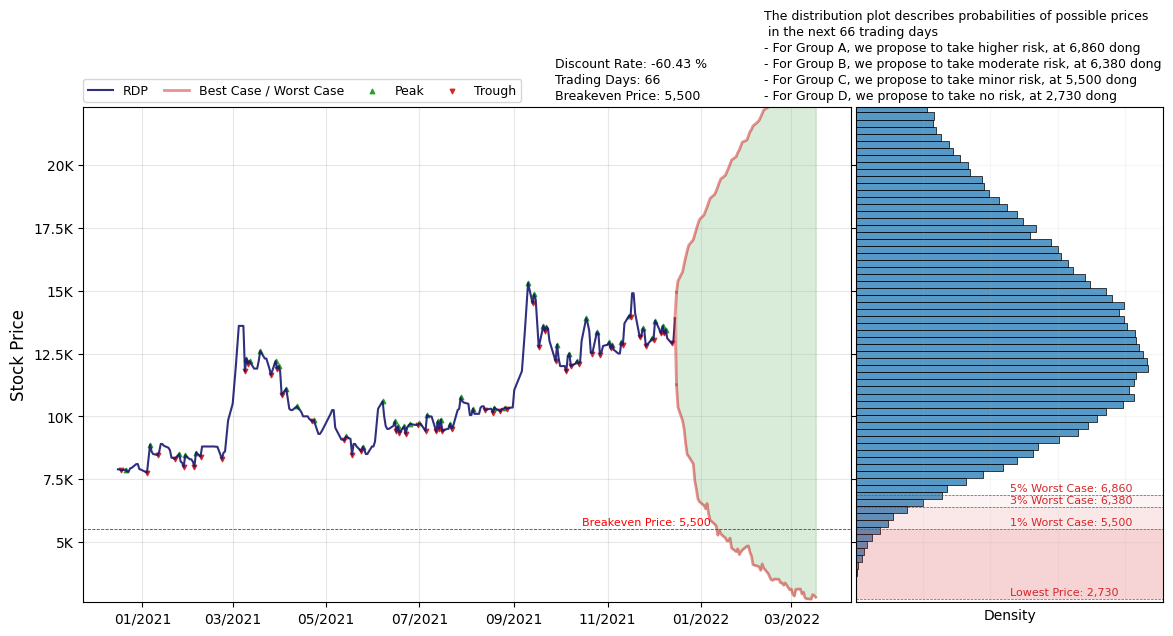 The distribution plot describes probabilities of possible prices
in the next 66 trading days
- For Group A, we propose to take higher risk, at 6,860 dong
- For Group B, we propose to take moderate risk, at 6,380 dong
- For Group C, we propose to take minor risk, at 5,500 dong
- For Group D, we propose to take no risk, at 2,730 dong
Discount Rate: -60.43 %
Trading Days: 66
Breakeven Price: 5,500
RDP
Best Case / Worst Case
Peak
Trough
Stock Price
20K
17.5K
15K
12.5K
10K
7.5K
5K
Breakeven Price: 5,500
01/2021
03/2021
05/2021
07/2021
09/2021
11/2021
01/2022
03/2022
5% Worst Case: 6,860
3% Worst Case: 6,380
1% Worst Case: 5,500
Lowest Price: 2,730
Density